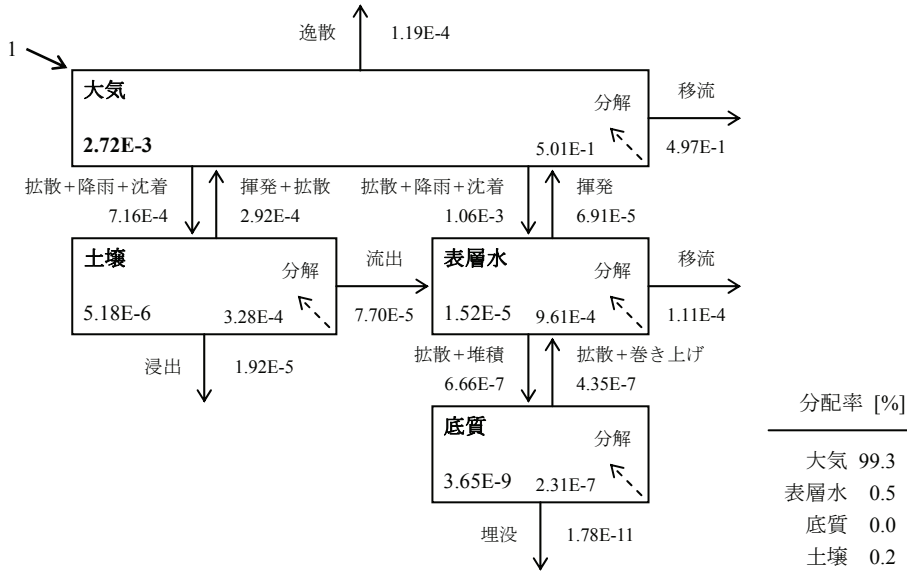 逸散 1.19E-4
1
大気
分解
移流
2.72E-3
5.01E-1
4.97E-1
拡散+降雨+沈着
揮発+拡散
拡散+降雨+沈着
揮発
7.16E-4
2.92E-4
1.06E-3
6.91E-5
土壌
分解
流出
表層水
分解
移流
5.18E-6
3.28E-4
7.70E-5
1.52E-5
9.61E-4
1.11E-4
浸出 1.92E-5
拡散+堆積
拡散+巻き上げ
6.66E-7
4.35E-7
底質
分解
3.65E-9
2.31E-7
埋没 1.78E-11
分配率 [%]
大気 99.3
表層水 0.5
底質 0.0
土壌 0.2